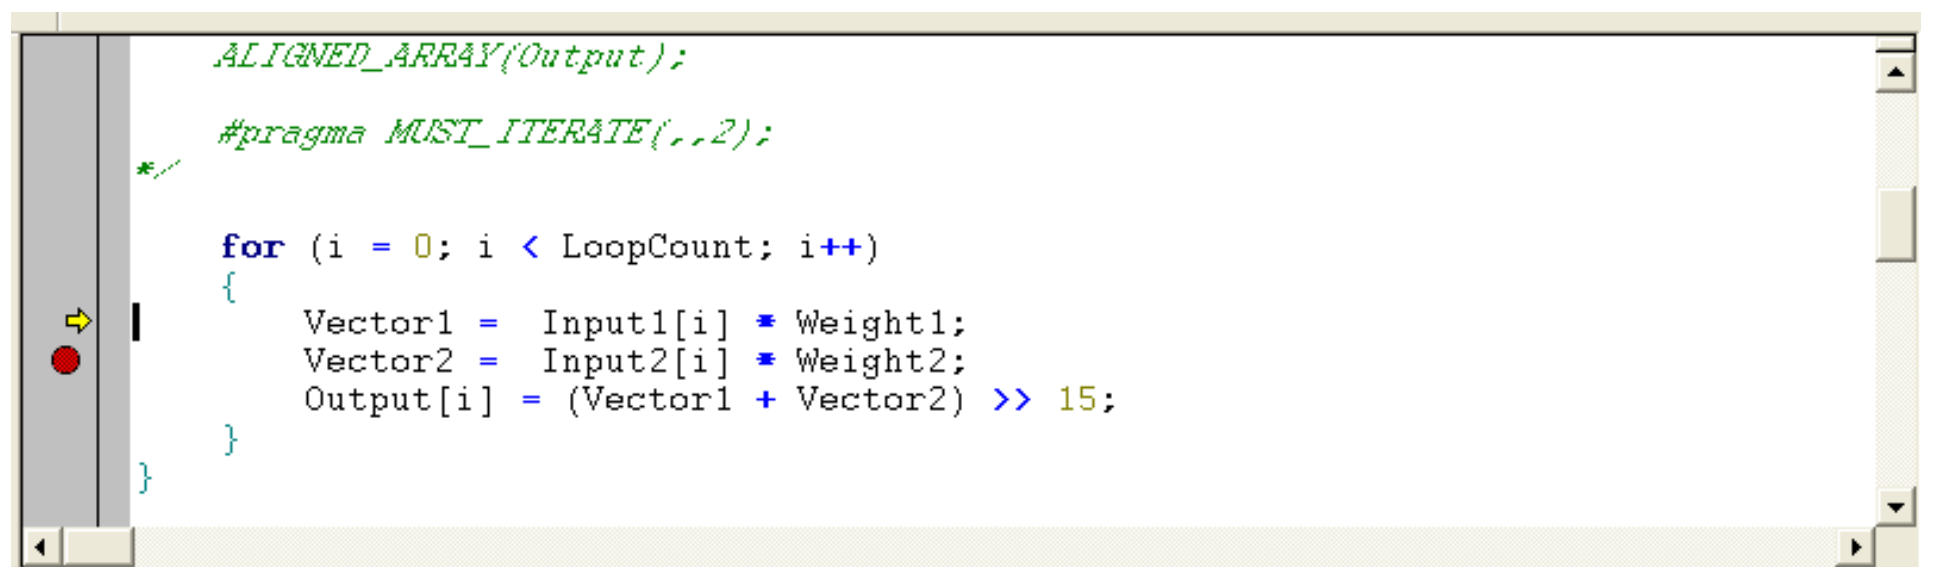 ALIGNED_ARRAY(Output);
#pragma MUST_ITERATE(,,2);
*/
for (i = 0; i < LoopCount; i++)
{
Vector1 =  Input1[i] * Weight1;
Vector2 =  Input2[i] * Weight2;
Output[i] = (Vector1 + Vector2) >> 15;
}
}